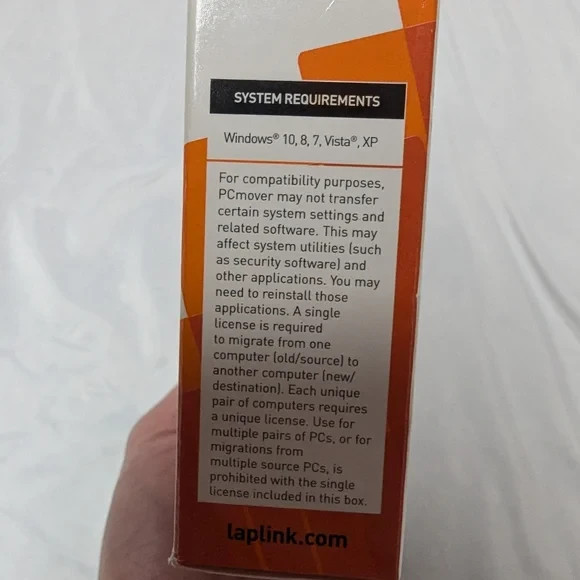 SYSTEM REQUIREMENTS
Windows® 10, 8, 7, Vista®, XP
For compatibility purposes,
PCmover may not transfer
certain system settings and
related software. This may
affect system utilities (such
as security software) and
other applications. You may
need to reinstall those
applications. A single
license is required
to migrate from one
computer (old/source) to
another computer (new/
destination). Each unique
pair of computers requires
a unique license. Use for
multiple pairs of PCs, or for
migrations from
multiple source PCs, is
prohibited with the single
license included in this box.
laplink.com